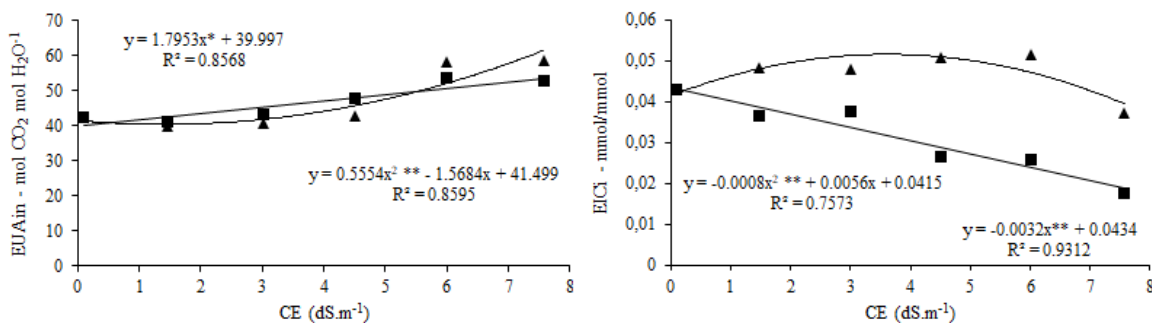 70
60
50
40
30
20
10
0
EUAin - mol CO₂ mol H₂O⁻¹
y = 1.7953x* + 39.997
R² = 0.8568
y = 0.5554x² ** - 1.5684x + 41.499
R² = 0.8595
0 1 2 3 4 5 6 7 8
CE (dS.m⁻¹)
0,06
0,05
0,04
0,03
0,02
0,01
0
EICi - mmol/mmol
y = -0.0008x² ** + 0.0056x + 0.0415
R² = 0.7573
y = -0.0032x** + 0.0434
R² = 0.9312
0 1 2 3 4 5 6 7 8
CE (dS.m⁻¹)